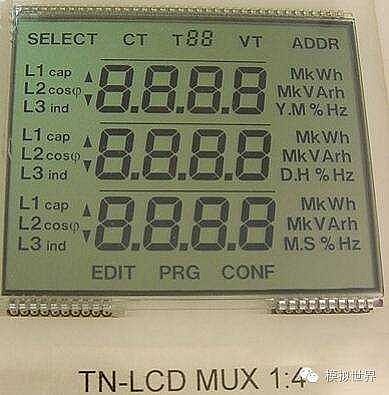 SELECT CT T88 VT ADDR
L1 cap ▲ 8.8.8.8 MkWh
L2 cosφ MkVArh
L3 ind ▼ Y.M % Hz
L1 cap ▲ 8.8.8.8 MkWh
L2 cosφ MkVArh
L3 ind ▼ D.H % Hz
L1 cap ▲ 8.8.8.8 MkWh
L2 cosφ MkVArh
L3 ind ▼ M.S % Hz
EDIT PRG CONF
TN-LCD MUX 1:4
模拟世界